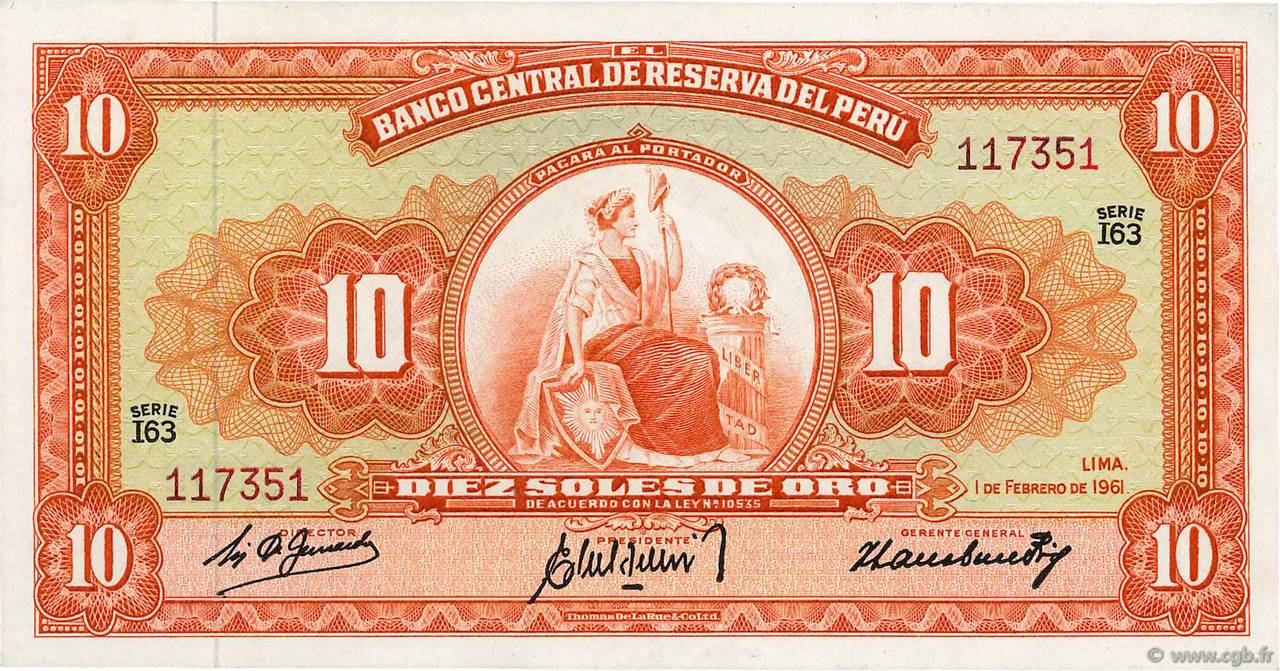 EL
BANCO CENTRAL DE RESERVA DEL PERU
PAGARÁ AL PORTADOR
10
10
117351
SERIE
I63
10
10
LIBER
TAD
SERIE
I63
117351
DIEZ SOLES DE ORO
DE ACUERDO CON LA LEY Nº 10535
LIMA.
1 DE FEBRERO DE 1961
DIRECTOR
PRESIDENTE
GERENTE GENERAL
10
10
Thomas De La Rue & Co. Ltd.
© www.cgb.fr